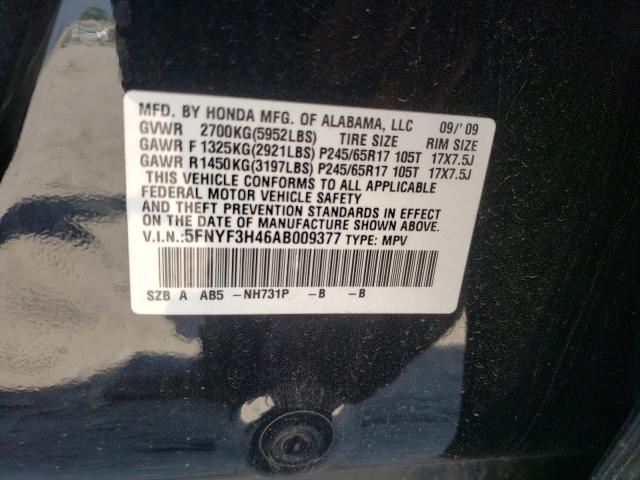 MFD. BY HONDA MFG. OF ALABAMA, LLC 09/'09
GVWR 2700KG(5952LBS) TIRE SIZE RIM SIZE
GAWR F 1325KG(2921LBS) P245/65R17 105T 17X7.5J
GAWR R1450KG(3197LBS) P245/65R17 105T 17X7.5J
THIS VEHICLE CONFORMS TO ALL APPLICABLE
FEDERAL MOTOR VEHICLE SAFETY
AND THEFT PREVENTION STANDARDS IN EFFECT
ON THE DATE OF MANUFACTURE SHOWN ABOVE.
V.I.N.:5FNYF3H46AB009377 TYPE: MPV
SZB A AB5 -NH731P -B -B